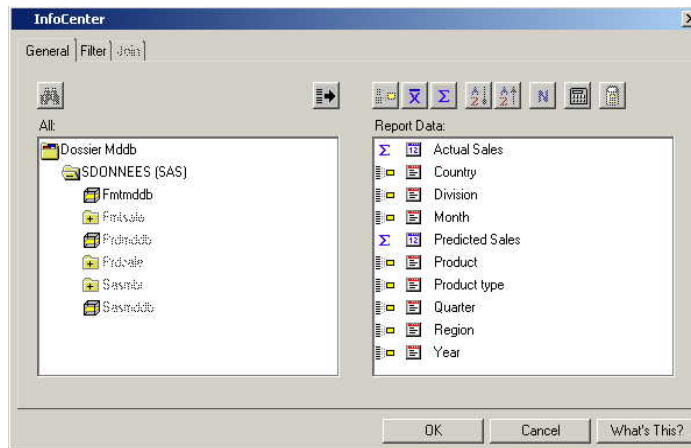 InfoCenter
General Filter Join
All:
Dossier Mddb
SDONNEES (SAS)
Fmtmddb
Fmtsale
Prdmddb
Prdsale
Sasmbr
Sasmddb
Report Data:
Actual Sales
Country
Division
Month
Predicted Sales
Product
Product type
Quarter
Region
Year
OK Cancel What's This?